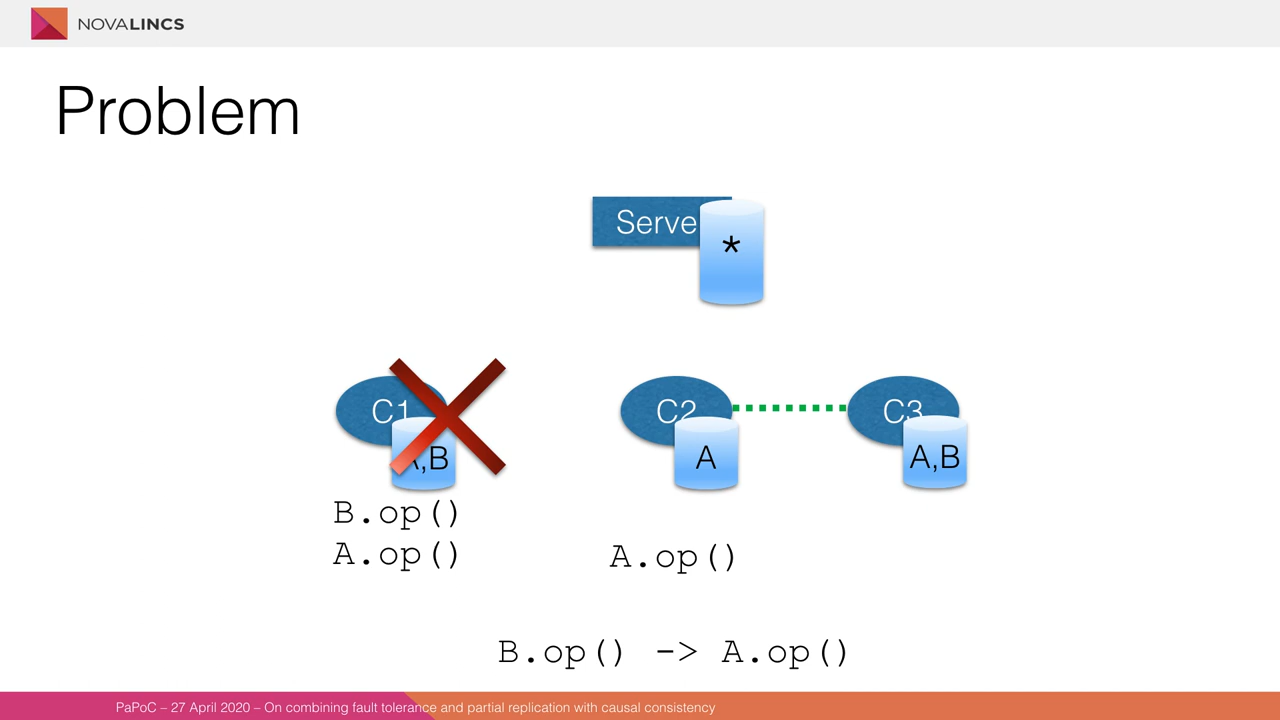 NOVALINCS
Problem
Serve
*
C1
C2
C3
A,B
A
A,B
B.op()
A.op()
A.op()
B.op() -> A.op()
PaPoC – 27 April 2020 – On combining fault tolerance and partial replication with causal consistency